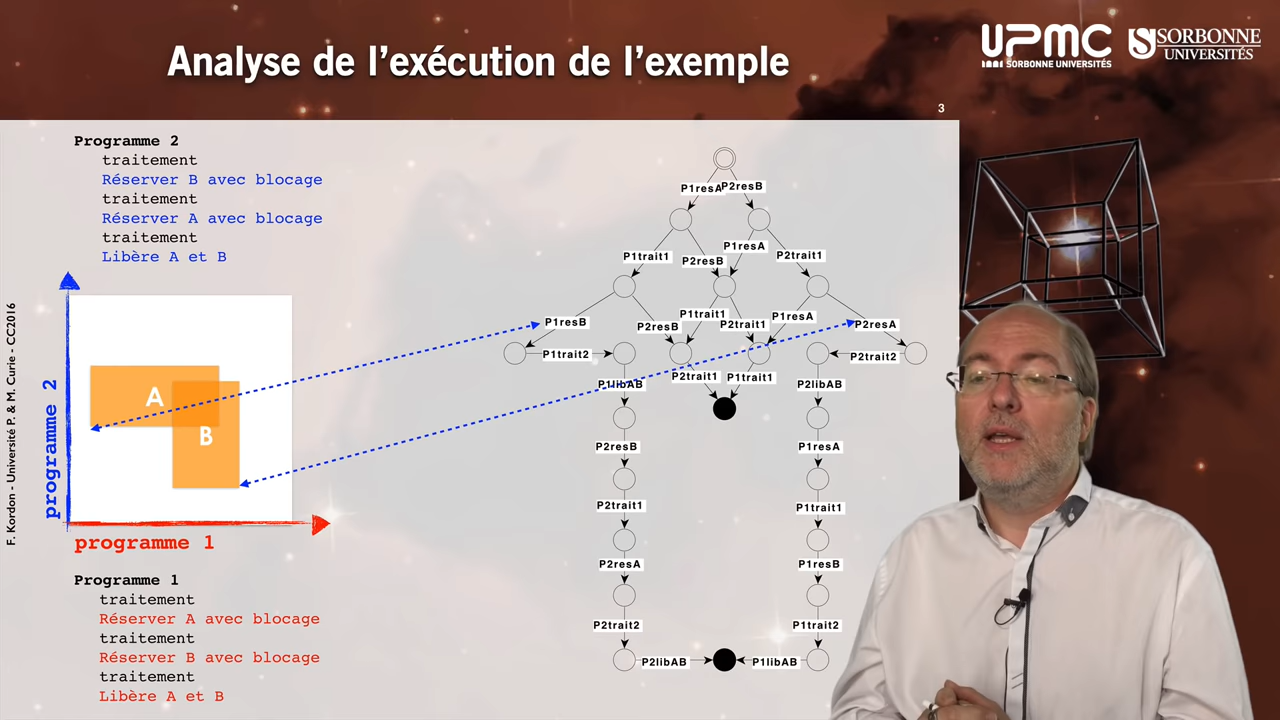 Analyse de l'exécution de l'exemple
UPMC
SORBONNE UNIVERSITÉS
SORBONNE
UNIVERSITÉS
3
Programme 2
traitement
Réserver B avec blocage
traitement
Réserver A avec blocage
traitement
Libère A et B
F. Kordon - Université P. & M. Curie - CC2016
programme 2
A
B
programme 1
Programme 1
traitement
Réserver A avec blocage
traitement
Réserver B avec blocage
traitement
Libère A et B
P1resA P2resB
P1trait1 P2resB P1resA P2trait1
P1resB P2resB P1trait1 P2trait1 P1resA P2resA
P1trait2 P2trait2
P1libAB P2trait1 P1trait1 P2libAB
P2resB P1resA
P2trait1 P1trait1
P2resA P1resB
P2trait2 P1trait2
P2libAB P1libAB